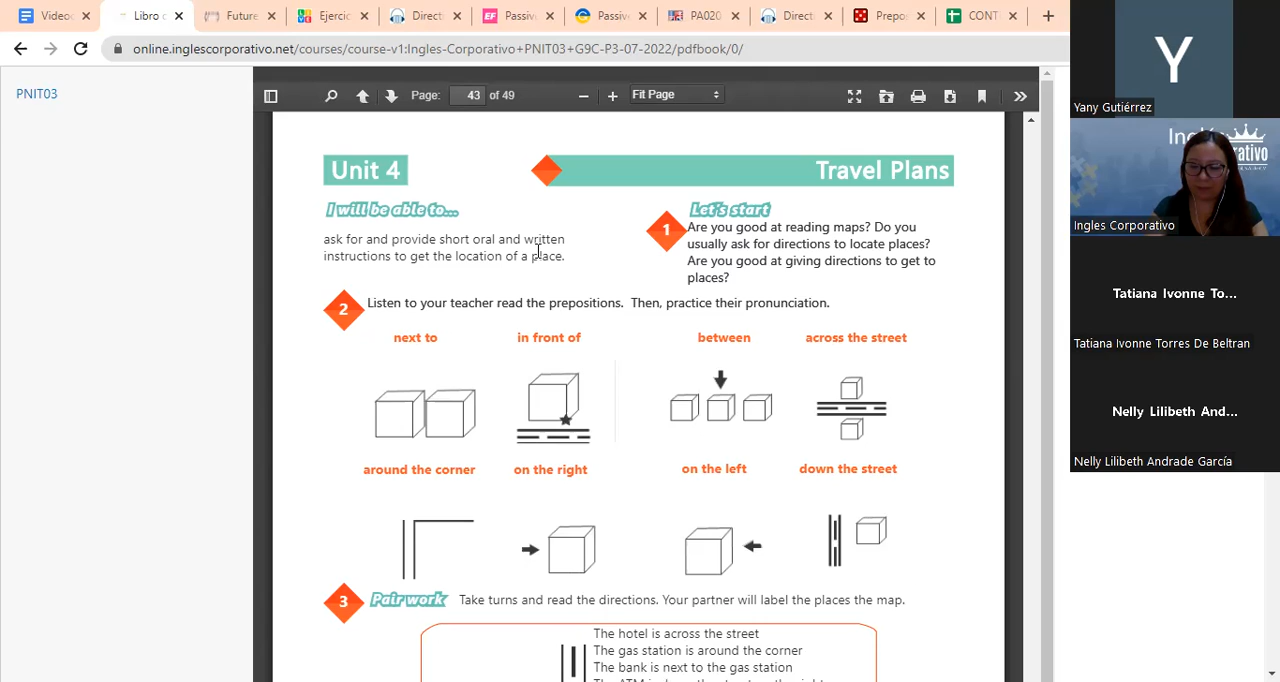 Video
Libro c
Future
Ejercic
Directi
Passive
Passive
PA020
Directi
Prepos
CONT
online.inglescorporativo.net/courses/course-v1:Ingles-Corporativo+PNIT03+G9C-P3-07-2022/pdfbook/0/
PNIT03
Page: 43 of 49
Fit Page
Unit 4
Travel Plans
I will be able to...
ask for and provide short oral and written
instructions to get the location of a place.
1
Let's start
Are you good at reading maps? Do you
usually ask for directions to locate places?
Are you good at giving directions to get to
places?
2 Listen to your teacher read the prepositions. Then, practice their pronunciation.
next to
in front of
between
across the street
around the corner
on the right
on the left
down the street
3 Pair work Take turns and read the directions. Your partner will label the places the map.
The hotel is across the street
The gas station is around the corner
The bank is next to the gas station
Y
Yany Gutiérrez
Ingles Corporativo
Tatiana Ivonne To...
Tatiana Ivonne Torres De Beltran
Nelly Lilibeth And...
Nelly Lilibeth Andrade García